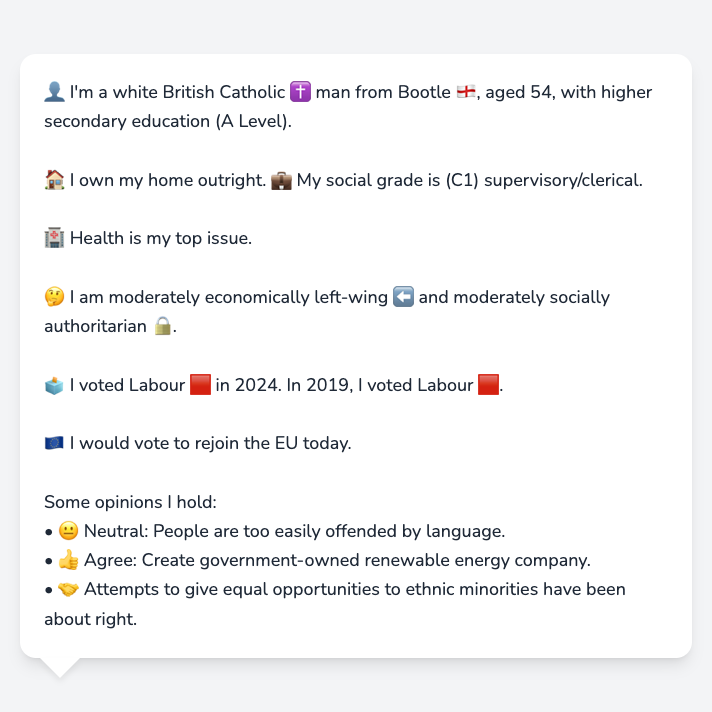 👤 I'm a white British Catholic ✝️ man from Bootle 🏴󠁧󠁢󠁥󠁮󠁧󠁿, aged 54, with higher
secondary education (A Level).
🏠 I own my home outright. 💼 My social grade is (C1) supervisory/clerical.
🏥 Health is my top issue.
🤔 I am moderately economically left-wing ⬅️ and moderately socially
authoritarian 🔒.
🗳️ I voted Labour 🟥 in 2024. In 2019, I voted Labour 🟥.
🇪🇺 I would vote to rejoin the EU today.
Some opinions I hold:
• 😐 Neutral: People are too easily offended by language.
• 👍 Agree: Create government-owned renewable energy company.
• 🤝 Attempts to give equal opportunities to ethnic minorities have been
about right.